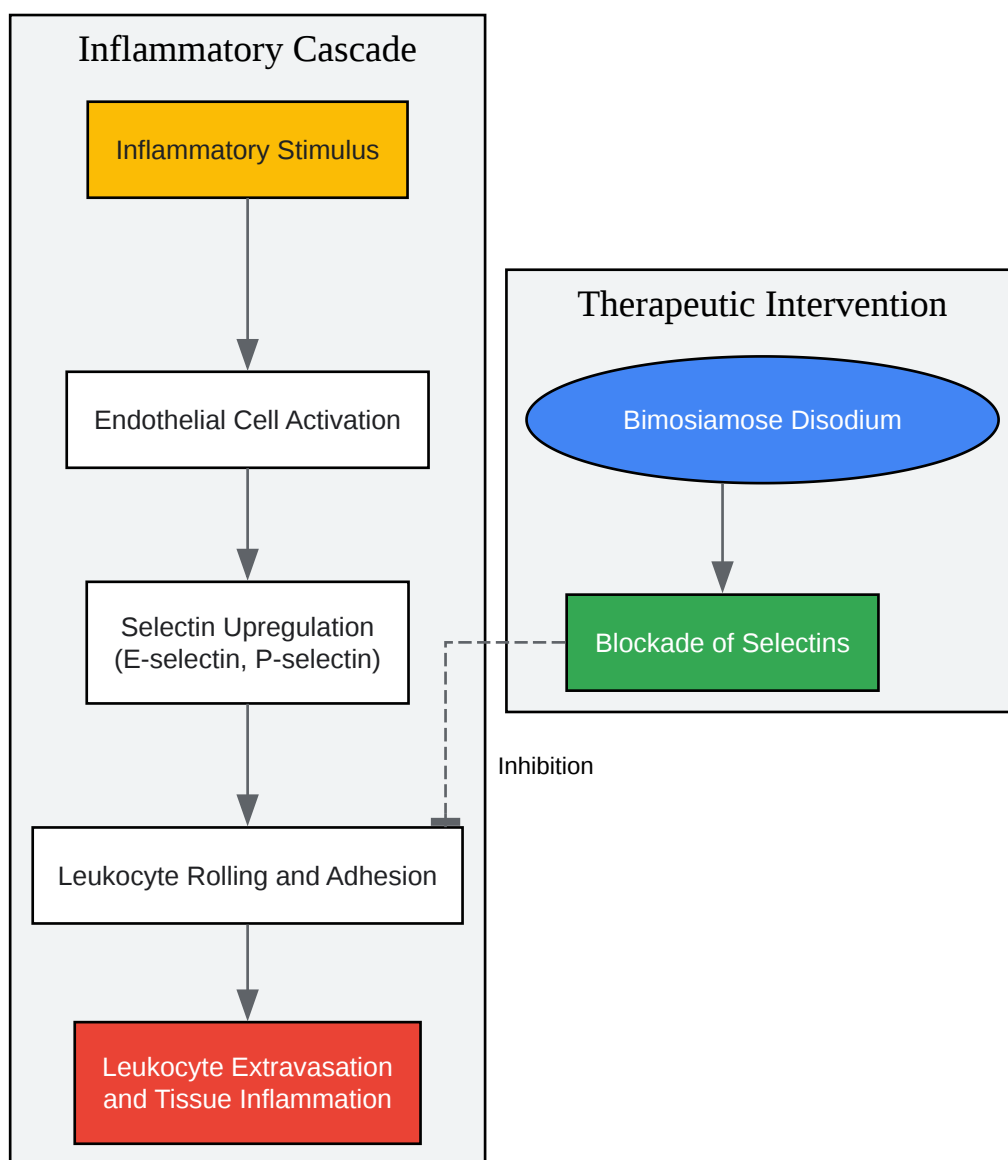 Inflammatory Cascade
Inflammatory Stimulus
Endothelial Cell Activation
Selectin Upregulation
(E-selectin, P-selectin)
Leukocyte Rolling and Adhesion
Leukocyte Extravasation
and Tissue Inflammation
Therapeutic Intervention
Bimosiamose Disodium
Blockade of Selectins
Inhibition